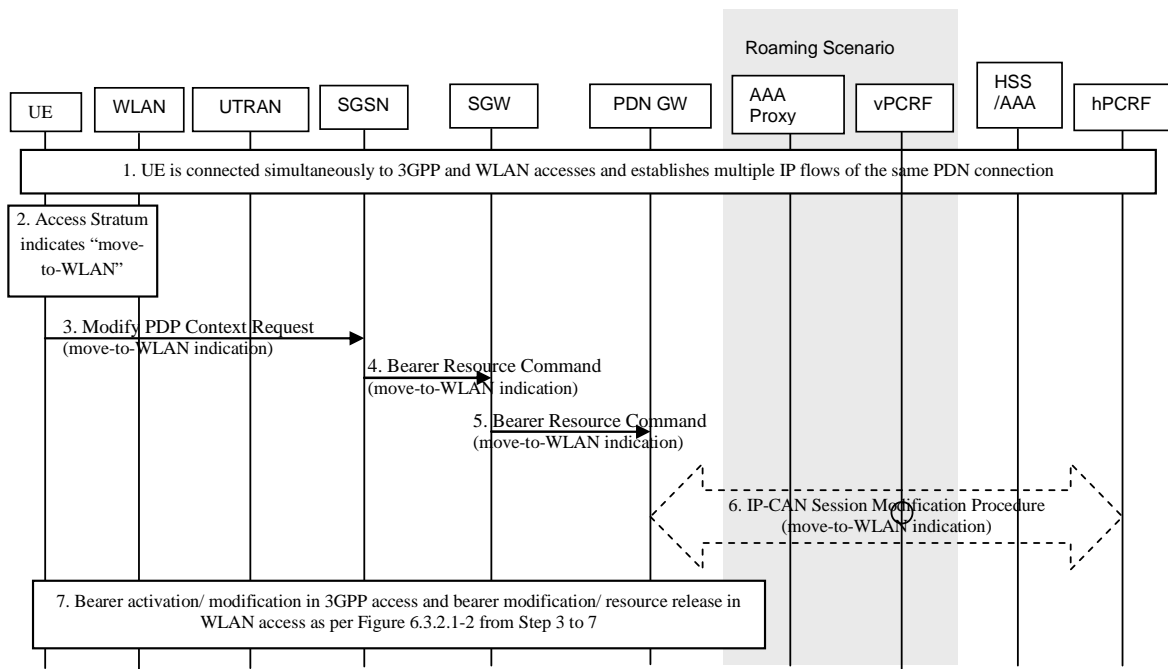 Roaming Scenario
UE
WLAN
UTRAN
SGSN
SGW
PDN GW
AAA
Proxy
vPCRF
HSS
/AAA
hPCRF
1. UE is connected simultaneously to 3GPP and WLAN accesses and establishes multiple IP flows of the same PDN connection
2. Access Stratum
indicates “move-
to-WLAN”
3. Modify PDP Context Request
(move-to-WLAN indication)
4. Bearer Resource Command
(move-to-WLAN indication)
5. Bearer Resource Command
(move-to-WLAN indication)
6. IP-CAN Session Modification Procedure
(move-to-WLAN indication)
7. Bearer activation/ modification in 3GPP access and bearer modification/ resource release in
WLAN access as per Figure 6.3.2.1-2 from Step 3 to 7